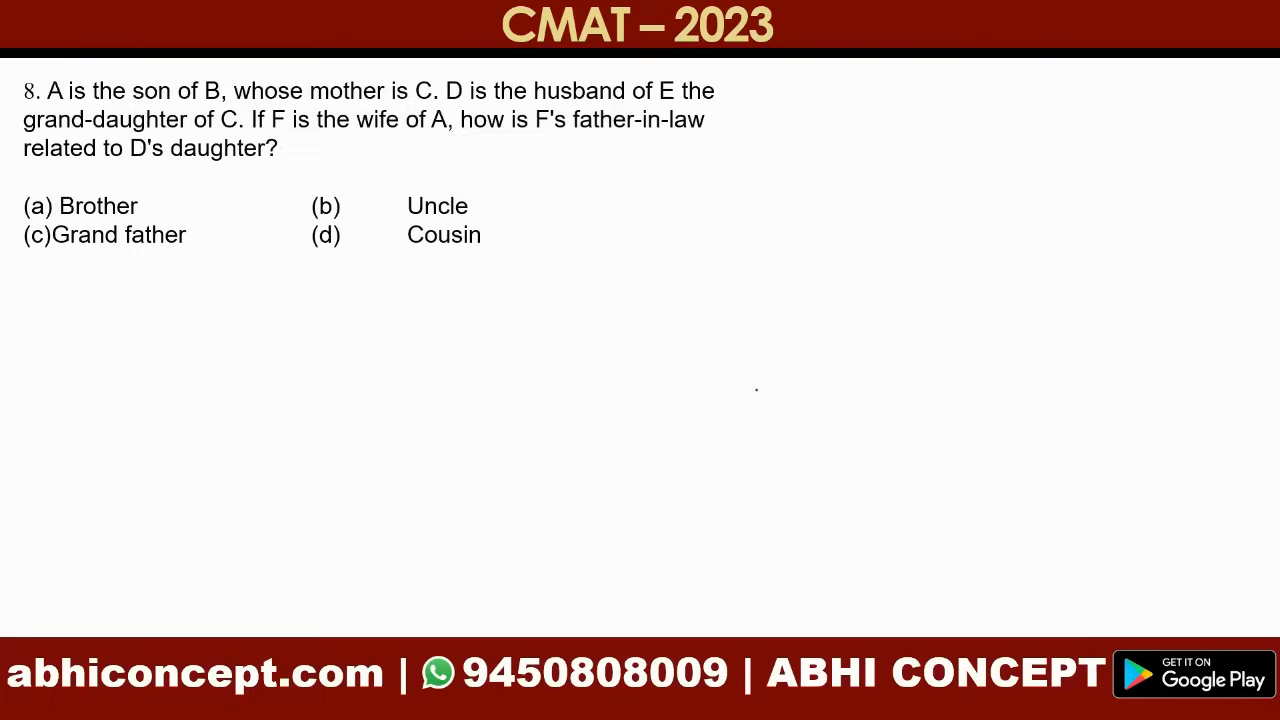 CMAT – 2023
8. A is the son of B, whose mother is C. D is the husband of E the
grand-daughter of C. If F is the wife of A, how is F's father-in-law
related to D's daughter?
(a) Brother (b) Uncle
(c)Grand father (d) Cousin
abhiconcept.com | 9450808009 | ABHI CONCEPT
GET IT ON
Google Play